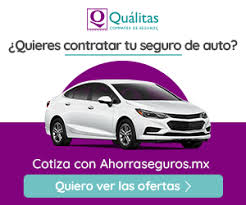 Quálitas
COMPAÑÍA DE SEGUROS
¿Quieres contratar tu seguro de auto?
Cotiza con Ahorraseguros.mx
Quiero ver las ofertas >